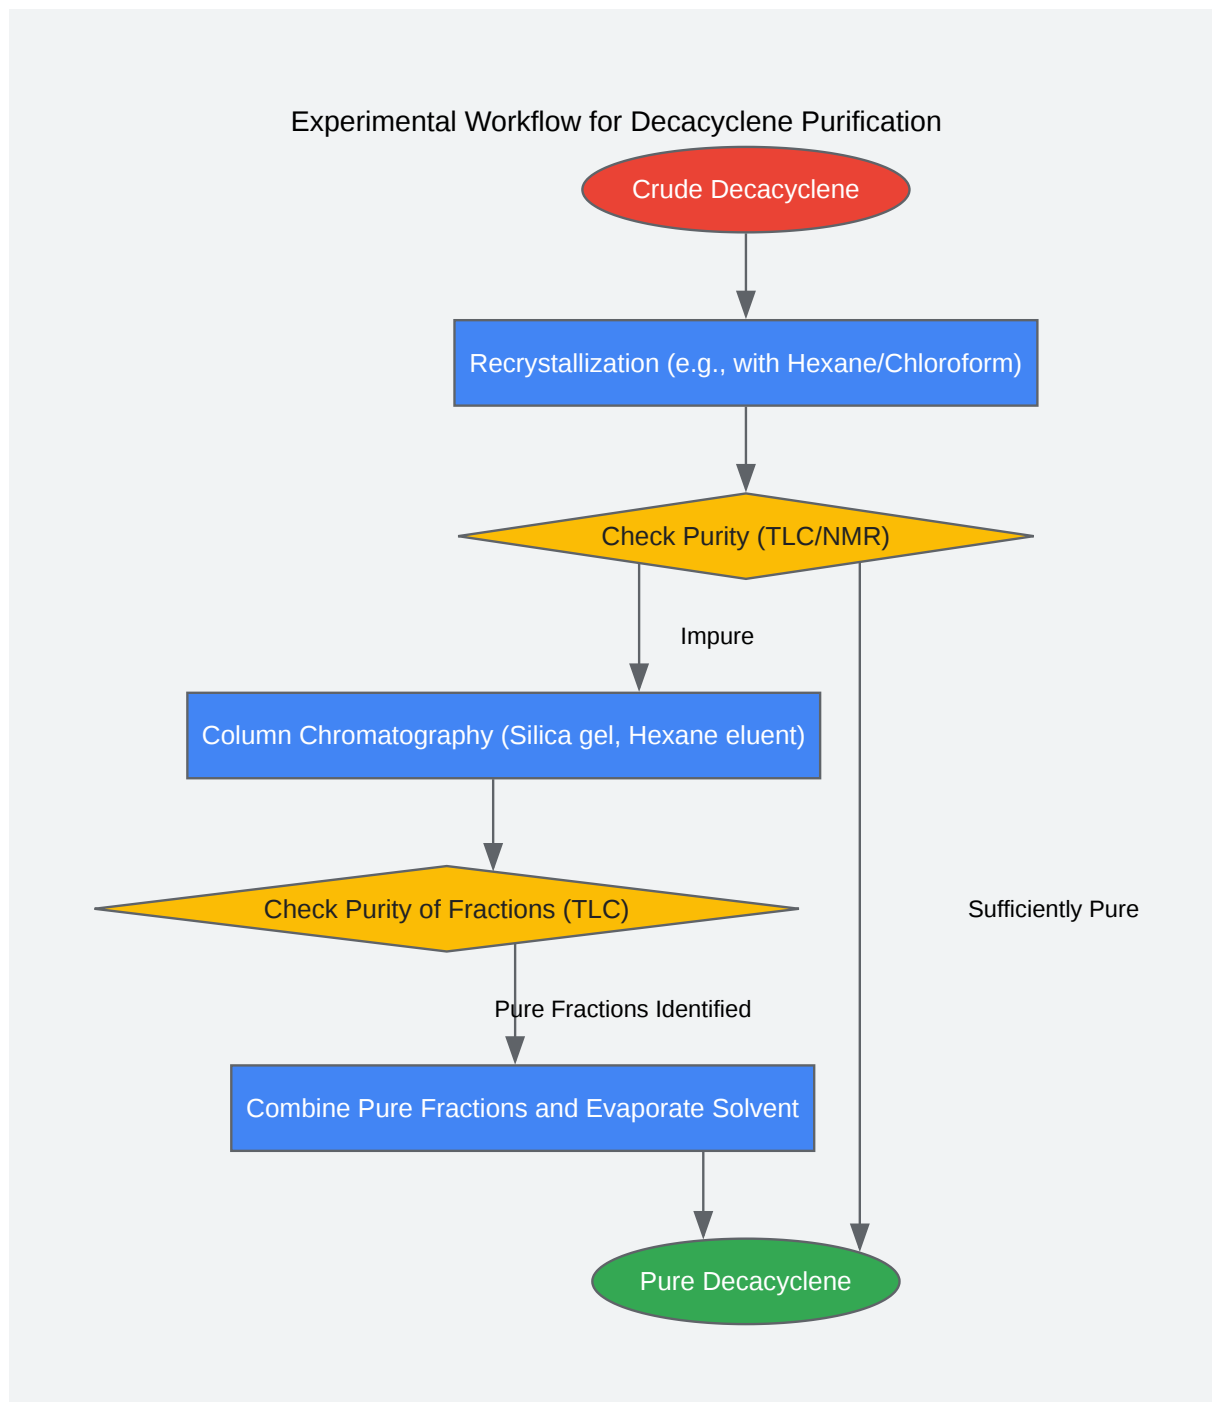 Experimental Workflow for Decacyclene Purification
Crude Decacyclene
Recrystallization (e.g., with Hexane/Chloroform)
Check Purity (TLC/NMR)
Impure
Column Chromatography (Silica gel, Hexane eluent)
Check Purity of Fractions (TLC)
Sufficiently Pure
Pure Fractions Identified
Combine Pure Fractions and Evaporate Solvent
Pure Decacyclene